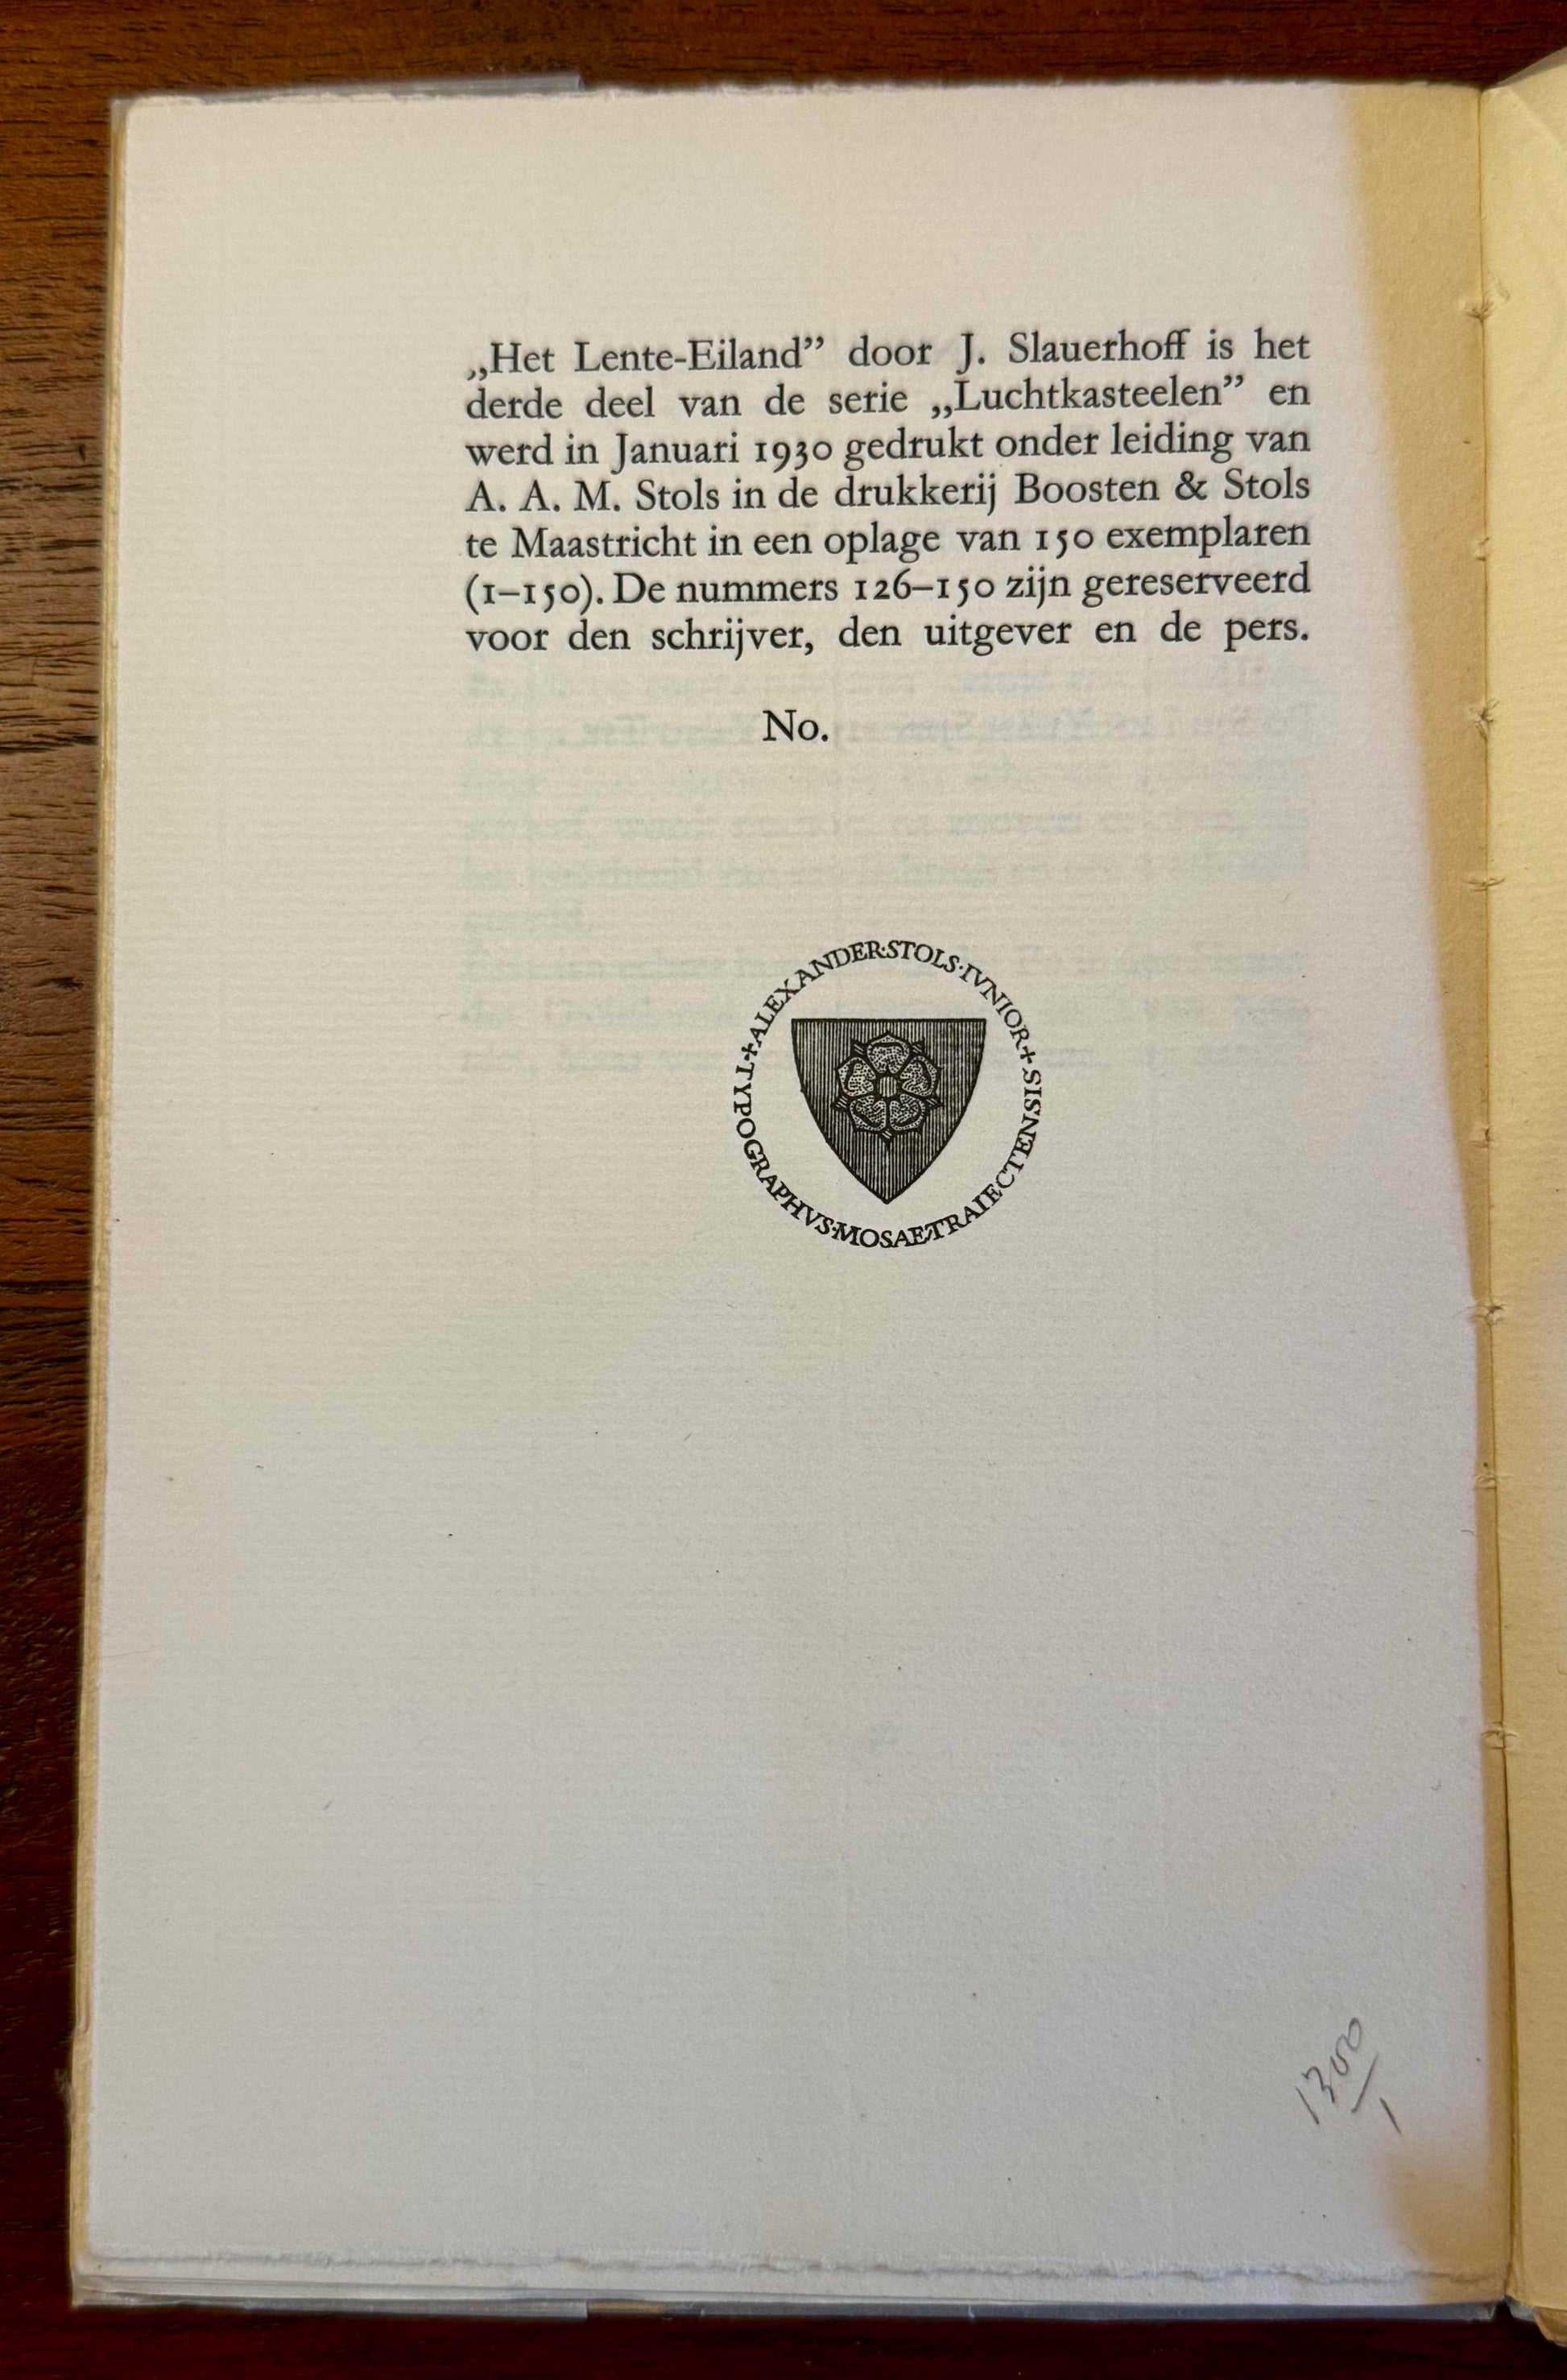 „Het Lente-Eiland” door J. Slauerhoff is het
derde deel van de serie „Luchtkasteelen” en
werd in Januari 1930 gedrukt onder leiding van
A. A. M. Stols in de drukkerij Boosten & Stols
te Maastricht in een oplage van 150 exemplaren
(1–150). De nummers 126–150 zijn gereserveerd
voor den schrijver, den uitgever en de pers.
No.
+ALEXANDER·STOLS·IVNIOR+
TYPOGRAPHVS·MOSAETRAIECTENSIS